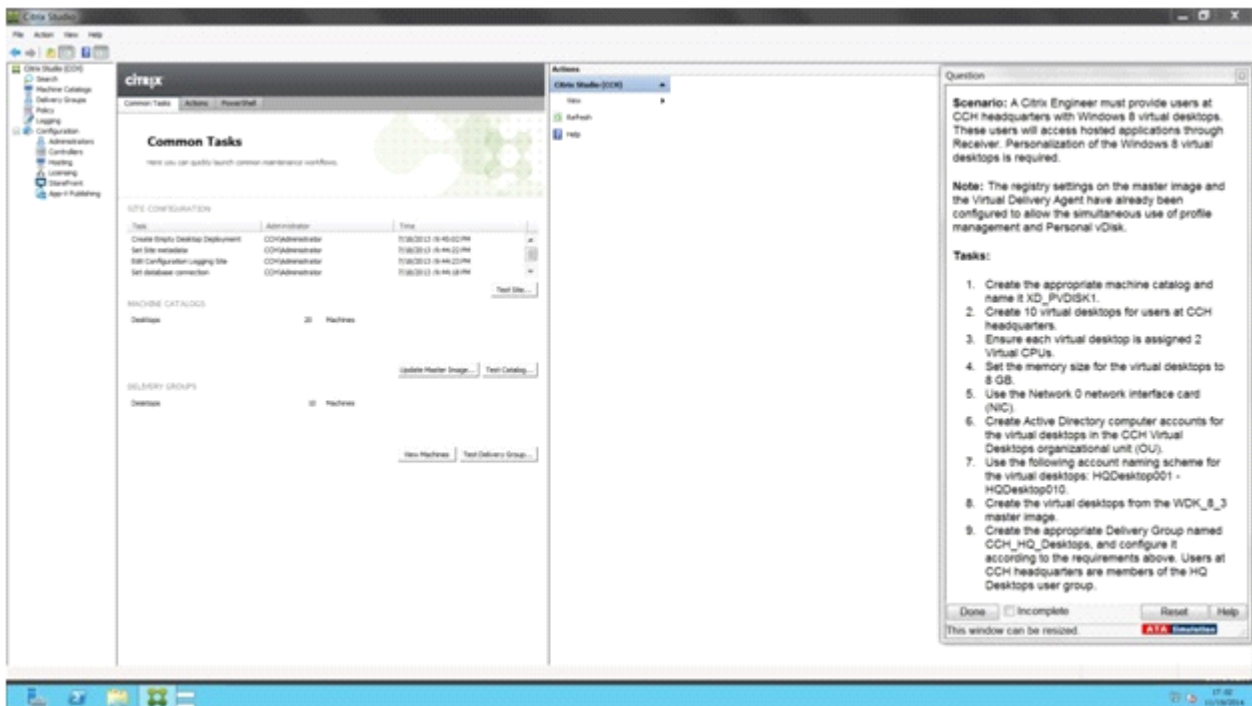 Citrix Studio
File Action View Help
Citrix Studio (CCH)
Search
Machine Catalogs
Delivery Groups
Policy
Logging
Configuration
Administrators
Controllers
Hosting
Licensing
StoreFront
App-V Publishing
CITRIX
Common Tasks Actions PowerShell
Common Tasks
Here you can quickly launch common maintenance workflows.
SITE CONFIGURATION
Task Administrator Time
Create Empty Desktop Deployment CCH\Administrator
Set Site metadata CCH\Administrator
Edit Configuration Logging Site CCH\Administrator
Set database connection CCH\Administrator
Test Site...
MACHINE CATALOGS
Desktops 20 Machines
Update Master Image... Test Catalog...
DELIVERY GROUPS
Desktops 10 Machines
View Machines Test Delivery Group...
Actions
Citrix Studio (CCH)
View
Refresh
Help
Question
Scenario: A Citrix Engineer must provide users at
CCH headquarters with Windows 8 virtual desktops.
These users will access hosted applications through
Receiver. Personalization of the Windows 8 virtual
desktops is required.
Note: The registry settings on the master image and
the Virtual Delivery Agent have already been
configured to allow the simultaneous use of profile
management and Personal vDisk.
Tasks:
1. Create the appropriate machine catalog and
name it XD_PVDISK1.
2. Create 10 virtual desktops for users at CCH
headquarters.
3. Ensure each virtual desktop is assigned 2
Virtual CPUs.
4. Set the memory size for the virtual desktops to
8 GB.
5. Use the Network 0 network interface card
(NIC).
6. Create Active Directory computer accounts for
the virtual desktops in the CCH Virtual
Desktops organizational unit (OU).
7. Use the following account naming scheme for
the virtual desktops: HQDesktop001 -
HQDesktop010.
8. Create the virtual desktops from the WDK_8_3
master image.
9. Create the appropriate Delivery Group named
CCH_HQ_Desktops, and configure it
according to the requirements above. Users at
CCH headquarters are members of the HQ
Desktops user group.
Done Incomplete Reset Help
This window can be resized. ATA Simulation
17:02
11/19/2014